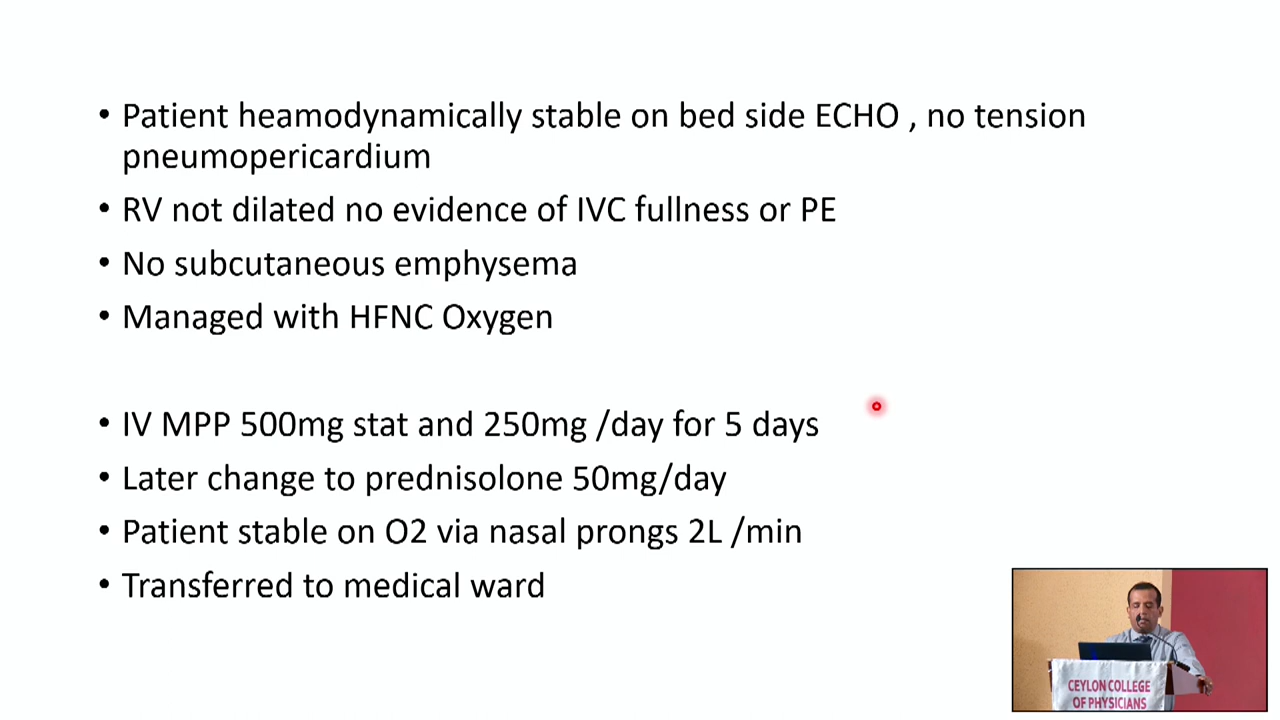 • Patient heamodynamically stable on bed side ECHO , no tension
pneumopericardium
• RV not dilated no evidence of IVC fullness or PE
• No subcutaneous emphysema
• Managed with HFNC Oxygen
• IV MPP 500mg stat and 250mg /day for 5 days
• Later change to prednisolone 50mg/day
• Patient stable on O2 via nasal prongs 2L /min
• Transferred to medical ward
CEYLON COLLEGE
OF PHYSICIANS